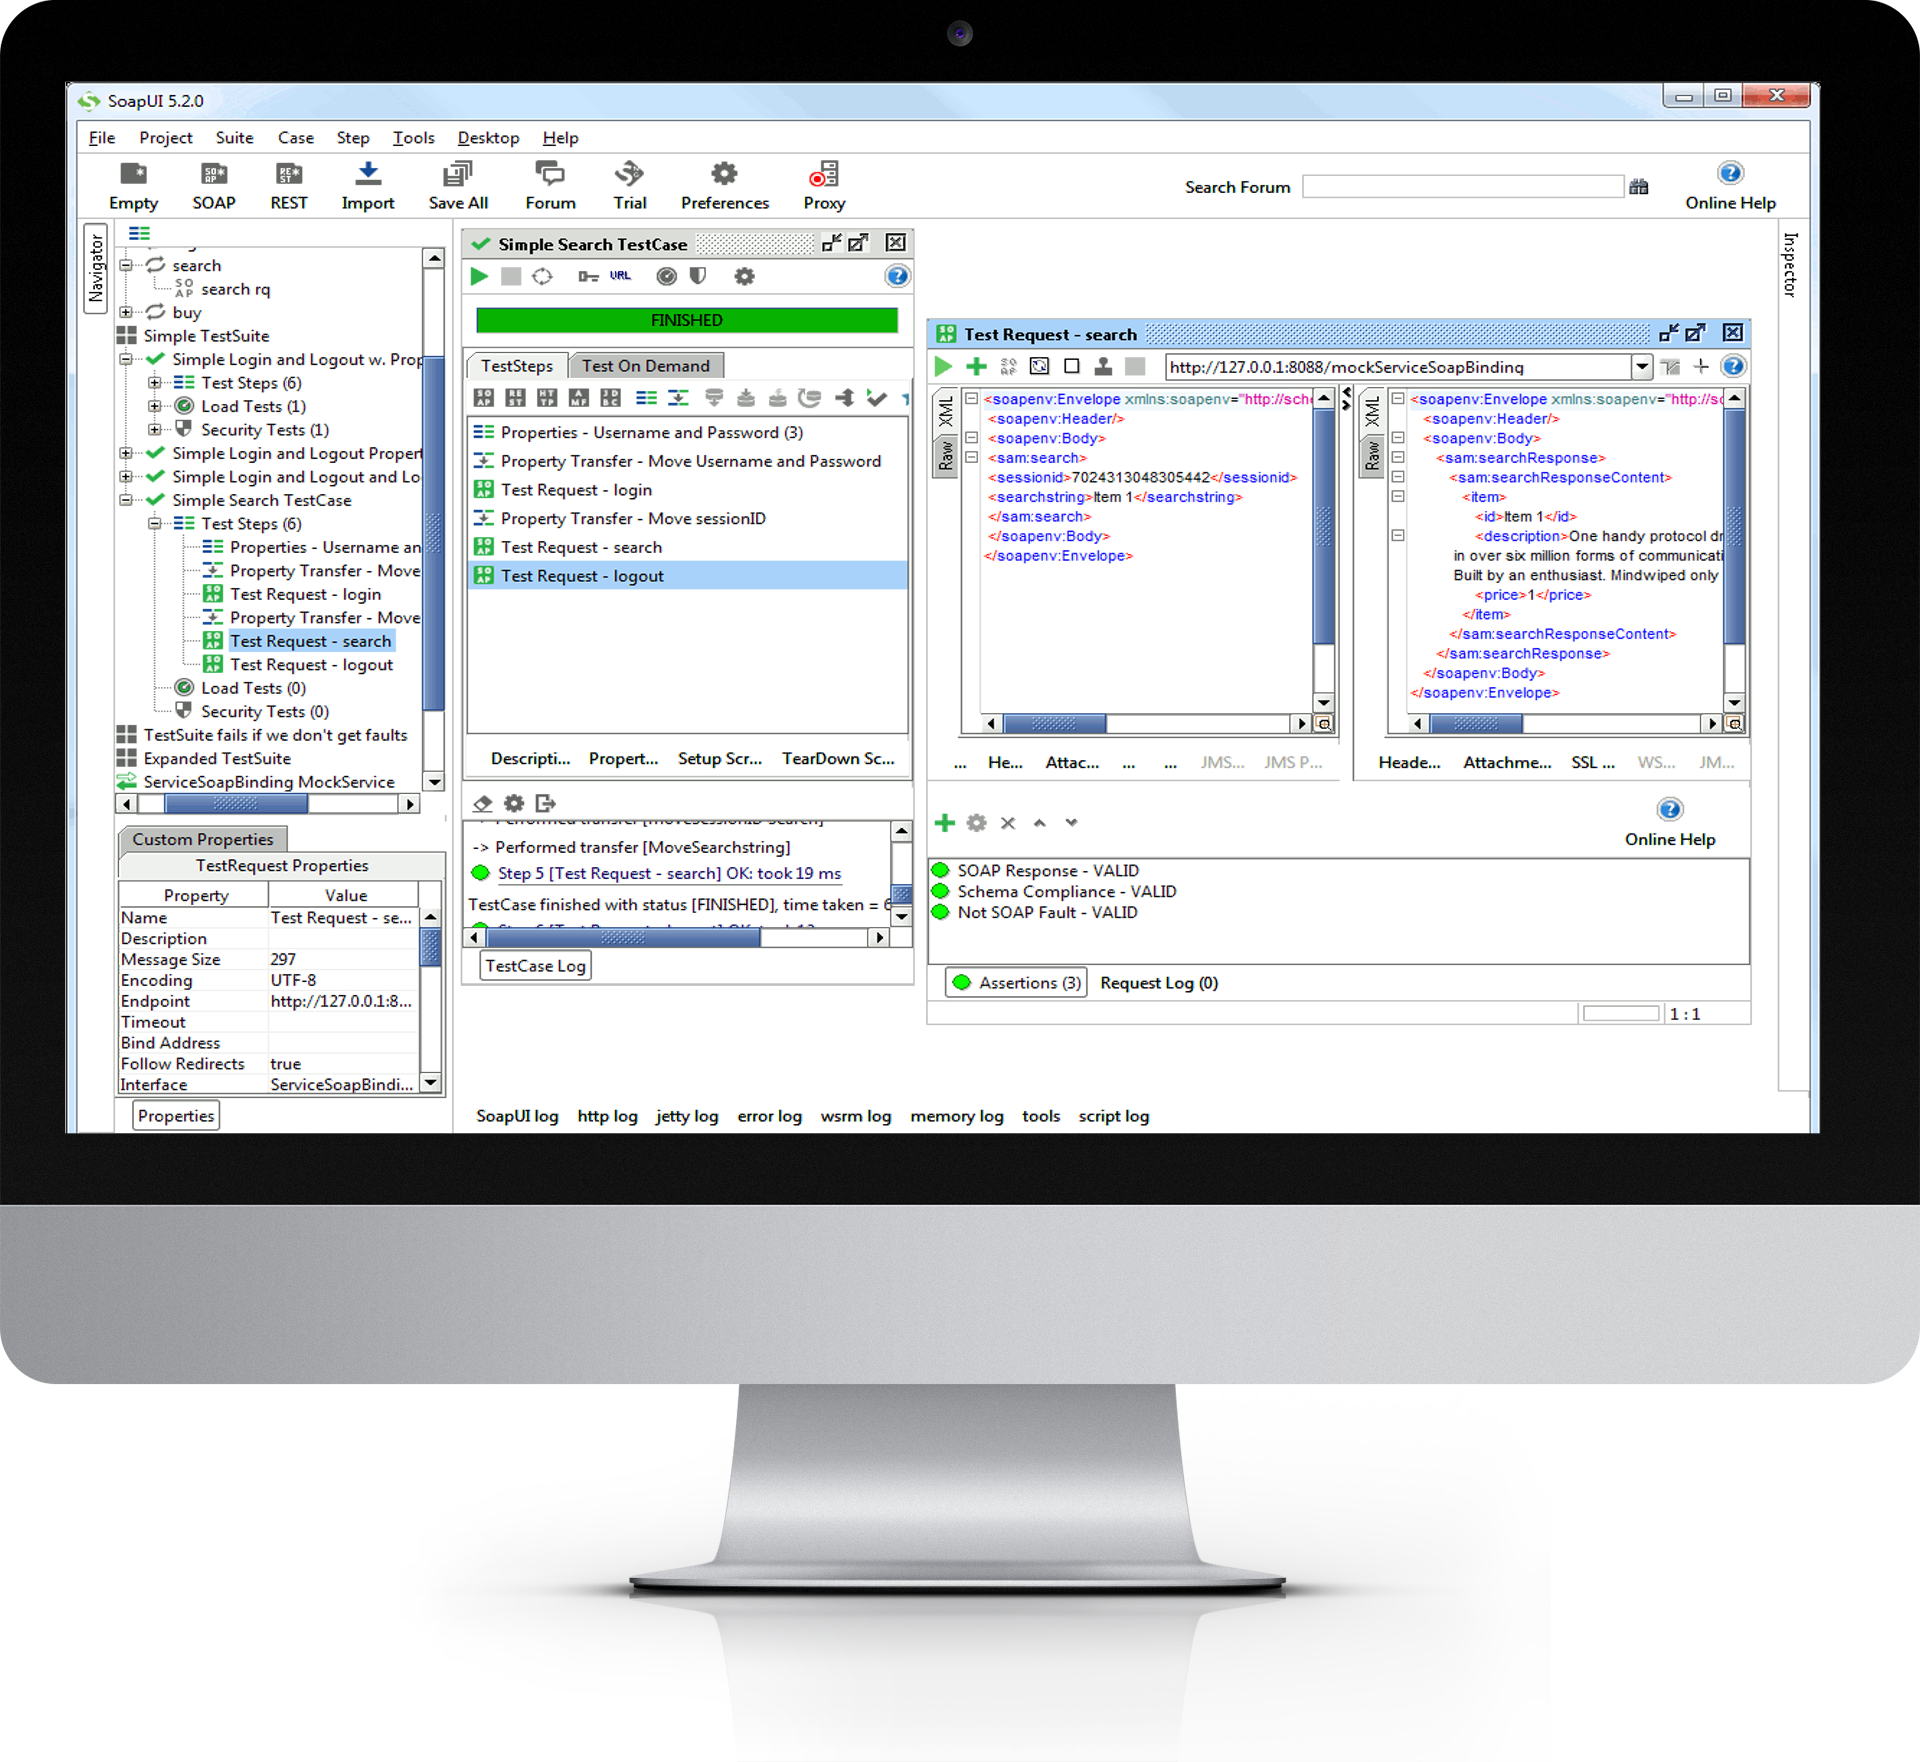 SoapUI 5.2.0
File Project Suite Case Step Tools Desktop Help
Empty SOAP REST Import Save All Forum Trial Preferences Proxy Search Forum Online Help
Navigator
search
search rq
buy
Simple TestSuite
Simple Login and Logout w. Prop
Test Steps (6)
Load Tests (1)
Security Tests (1)
Simple Login and Logout Propert
Simple Login and Logout and Lo
Simple Search TestCase
Test Steps (6)
Properties - Username an
Property Transfer - Move
Test Request - login
Property Transfer - Move
Test Request - search
Test Request - logout
Load Tests (0)
Security Tests (0)
TestSuite fails if we don't get faults
Expanded TestSuite
ServiceSoapBinding MockService
Custom Properties
TestRequest Properties
Property Value
Name Test Request - se...
Description
Message Size 297
Encoding UTF-8
Endpoint http://127.0.0.1:8...
Timeout
Bind Address
Follow Redirects true
Interface ServiceSoapBindi...
Properties
Simple Search TestCase
URL
FINISHED
TestSteps Test On Demand
Properties - Username and Password (3)
Property Transfer - Move Username and Password
Test Request - login
Property Transfer - Move sessionID
Test Request - search
Test Request - logout
Descripti... Propert... Setup Scr... TearDown Sc...
-> Performed transfer [MoveSearchstring]
Step 5 [Test Request - search] OK: took 19 ms
TestCase finished with status [FINISHED], time taken = 6
TestCase Log
Test Request - search
http://127.0.0.1:8088/mockServiceSoapBinding
XML
Raw
<soapenv:Envelope xmlns:soapenv="http://sche
<soapenv:Header/>
<soapenv:Body>
<sam:search>
<sessionid>7024313048305442</sessionid>
<searchstring>Item 1</searchstring>
</sam:search>
</soapenv:Body>
</soapenv:Envelope>
... He... Attac... ... ... JMS... JMS P...
XML
Raw
<soapenv:Envelope xmlns:soapenv="http://sc
<soapenv:Header/>
<soapenv:Body>
<sam:searchResponse>
<sam:searchResponseContent>
<item>
<id>Item 1</id>
<description>One handy protocol dr
in over six million forms of communicati
Built by an enthusiast. Mindwiped only
<price>1</price>
</item>
</sam:searchResponseContent>
</sam:searchResponse>
</soapenv:Body>
</soapenv:Envelope>
Heade... Attachme... SSL ... WS... JM...
Online Help
SOAP Response - VALID
Schema Compliance - VALID
Not SOAP Fault - VALID
Assertions (3) Request Log (0)
1 : 1
Inspector
SoapUI log http log jetty log error log wsrm log memory log tools script log